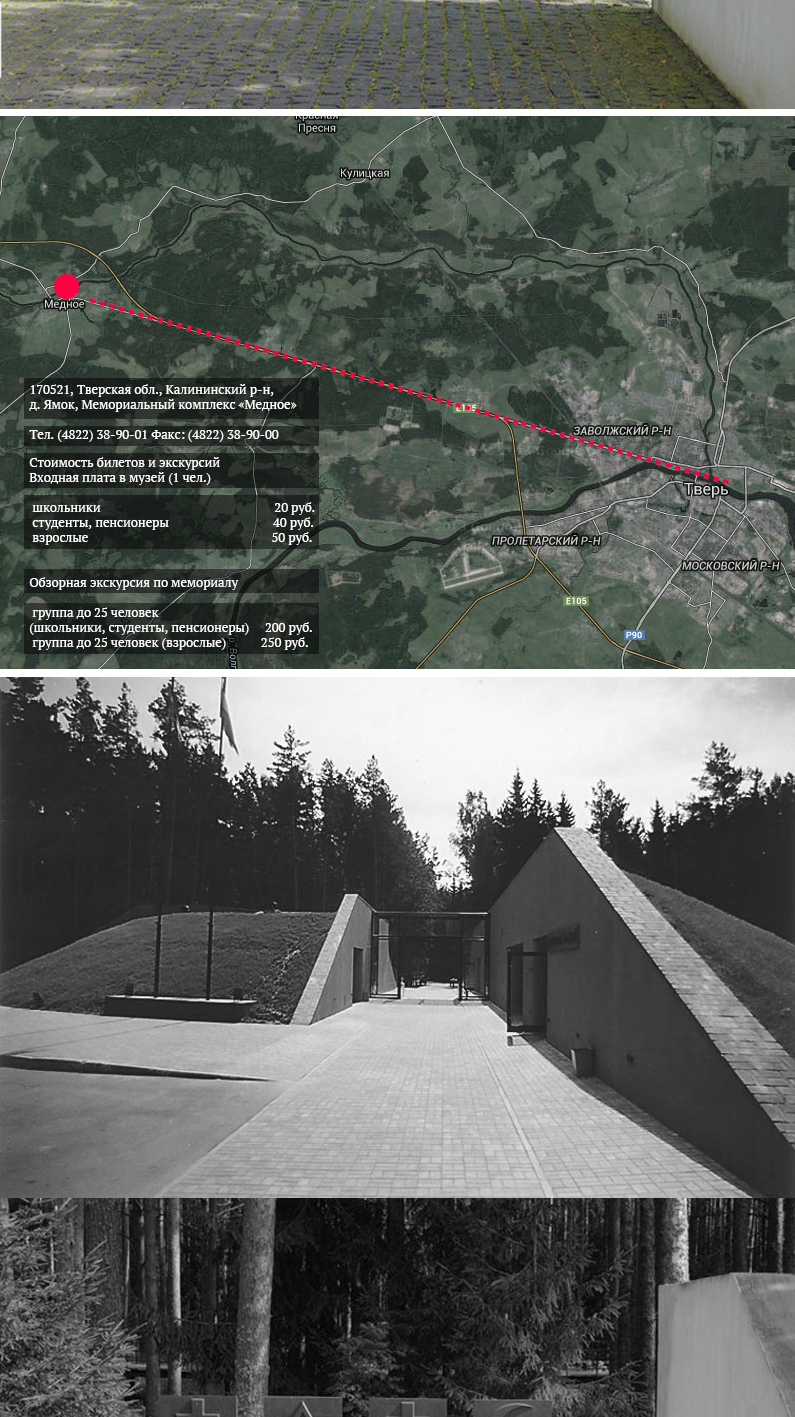 Красная
Пресня
Кулицкая
Медное
170521, Тверская обл., Калининский р-н,
д. Ямок, Мемориальный комплекс «Медное»
Тел. (4822) 38-90-01 Факс: (4822) 38-90-00
Стоимость билетов и экскурсий
Входная плата в музей (1 чел.)
школьники 20 руб.
студенты, пенсионеры 40 руб.
взрослые 50 руб.
Обзорная экскурсия по мемориалу
группа до 25 человек
(школьники, студенты, пенсионеры) 200 руб.
группа до 25 человек (взрослые) 250 руб.
E105
ЗАВОЛЖСКИЙ Р-Н
Тверь
ПРОЛЕТАРСКИЙ Р-Н
МОСКОВСКИЙ Р-Н
E105
P90